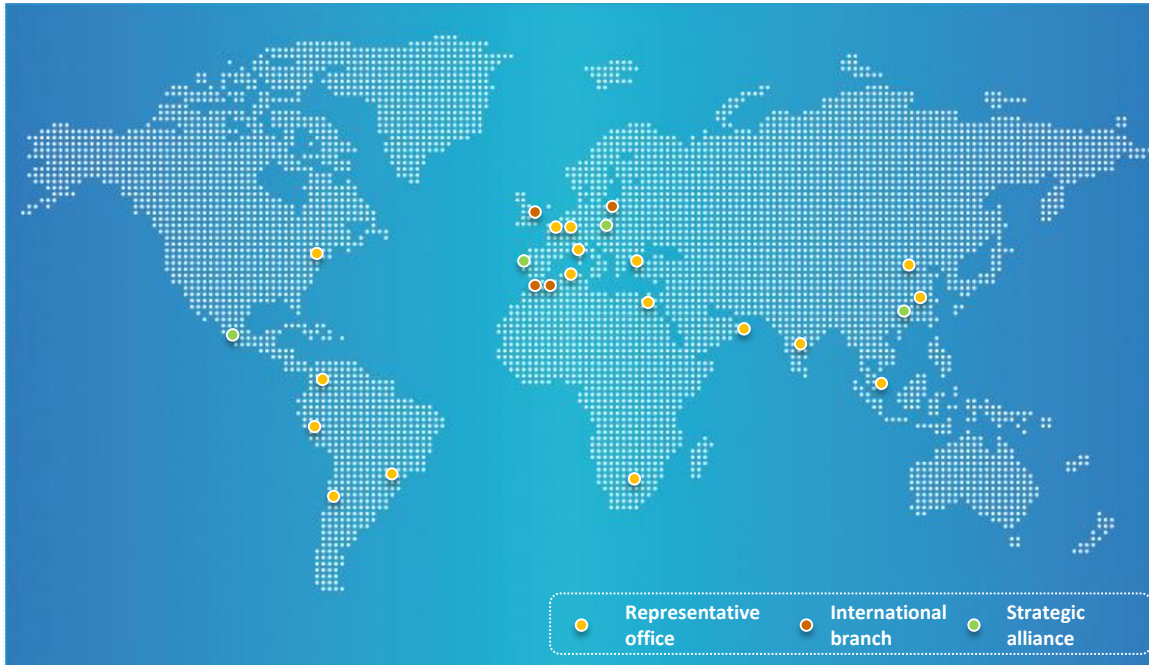 Representative
office
International
branch
Strategic
alliance